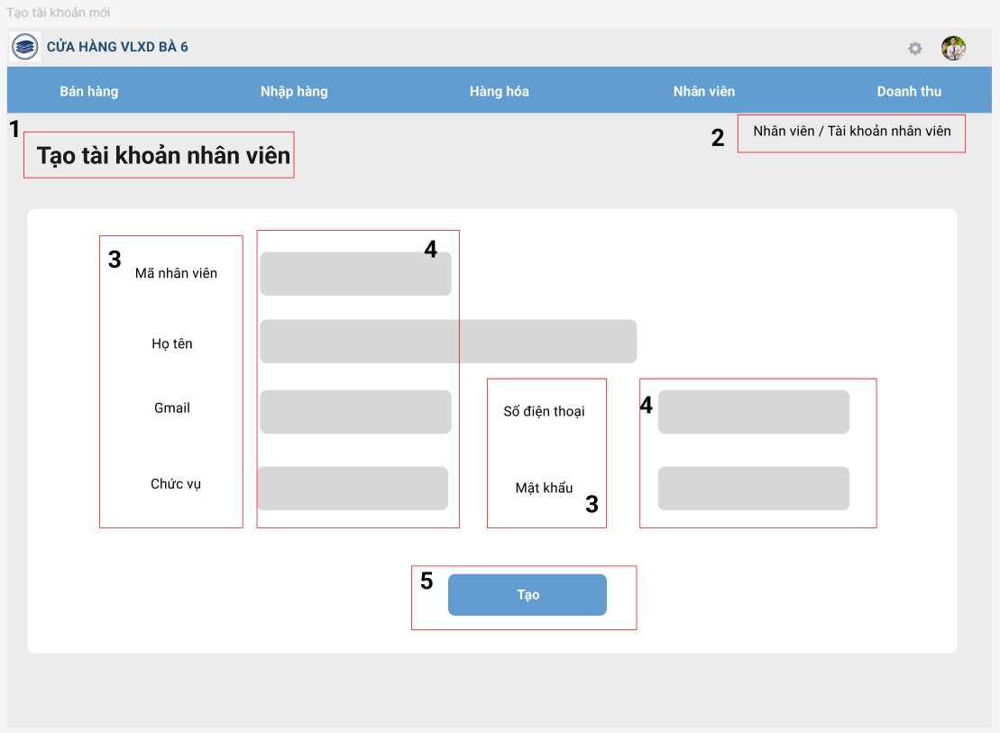 Tạo tài khoản mới
CỬA HÀNG VLXD BÀ 6
Bán hàng Nhập hàng Hàng hóa Nhân viên Doanh thu
1
2 Nhân viên / Tài khoản nhân viên
Tạo tài khoản nhân viên
3 4
Mã nhân viên
Họ tên
Gmail Số điện thoại 4
Chức vụ Mật khẩu
3
5
Tạo